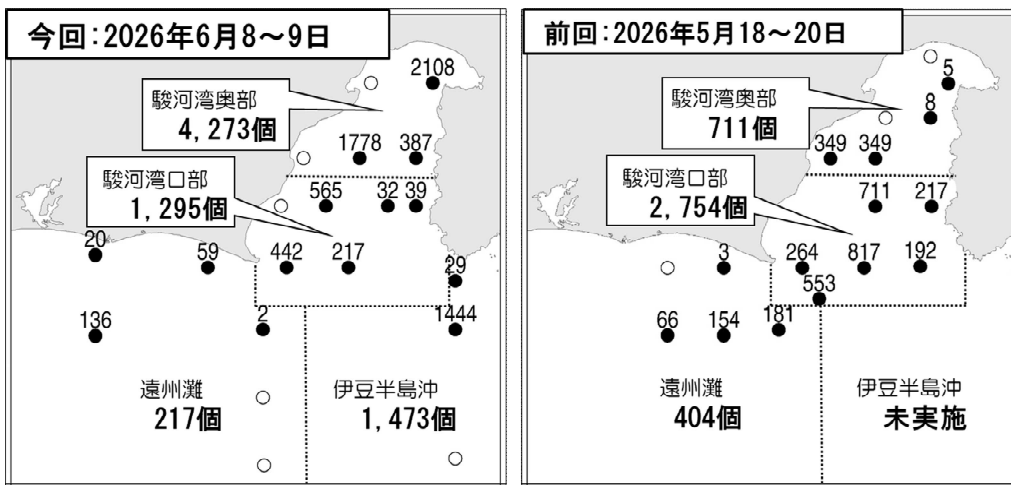 今回：2026年6月8～9日
2108
駿河湾奥部
4,273個
1778
387
駿河湾口部
1,295個
565
32
39
20
59
442
217
29
136
2
1444
遠州灘
217個
伊豆半島沖
1,473個
前回：2026年5月18～20日
5
駿河湾奥部
711個
8
349
349
駿河湾口部
2,754個
711
217
3
264
817
192
553
66
154
181
遠州灘
404個
伊豆半島沖
未実施